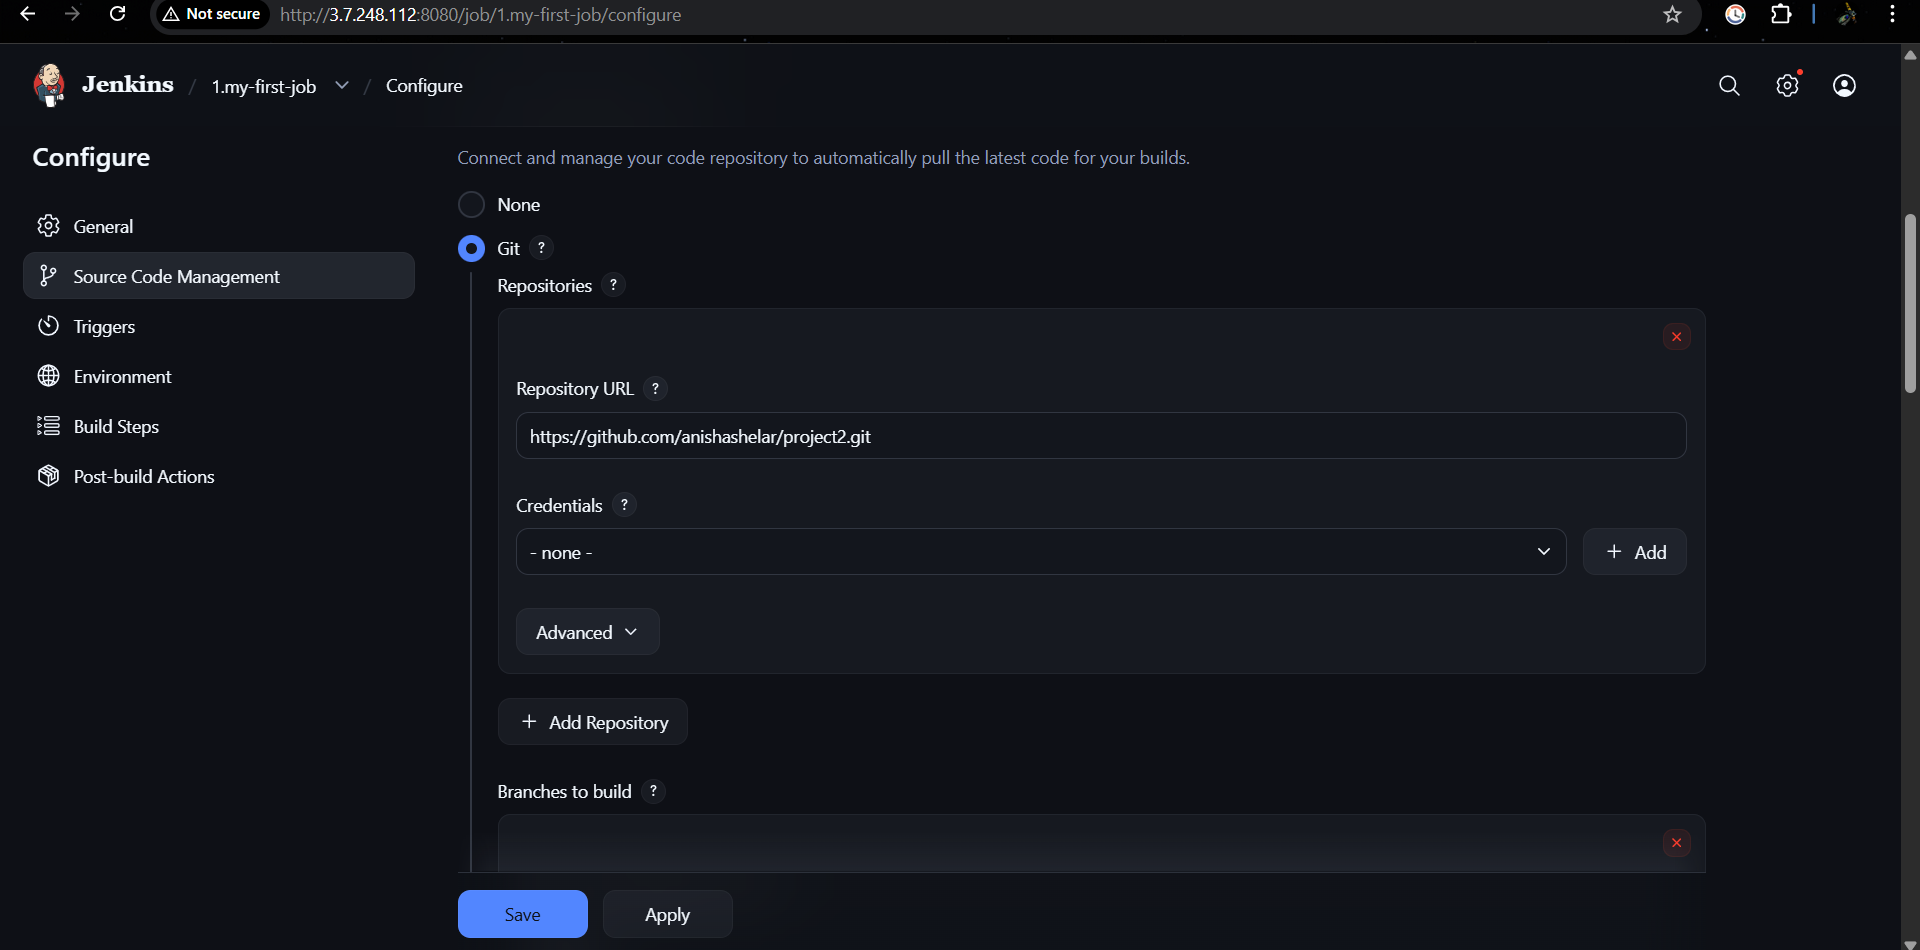 Not secure http://3.7.248.112:8080/job/1.my-first-job/configure
Jenkins / 1.my-first-job / Configure
Configure
General
Source Code Management
Triggers
Environment
Build Steps
Post-build Actions
Connect and manage your code repository to automatically pull the latest code for your builds.
None
Git ?
Repositories ?
Repository URL ?
https://github.com/anishashelar/project2.git
Credentials ?
- none -
+ Add
Advanced
+ Add Repository
Branches to build ?
Save Apply